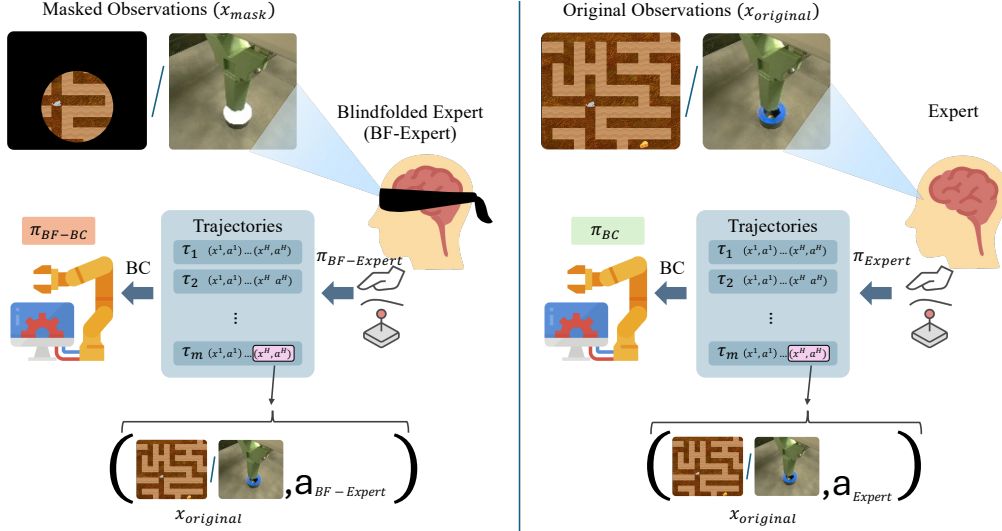 Masked Observations (x_mask)
Blindfolded Expert
(BF-Expert)
π_BF−BC
BC
Trajectories
τ_1 (x^1, a^1) ... (x^H, a^H)
τ_2 (x^1, a^1) ... (x^H a^H)
⋮
τ_m (x^1, a^1) ... (x^H, a^H)
π_BF−Expert
( , a_BF−Expert )
x_original
Original Observations (x_original)
Expert
π_BC
BC
Trajectories
τ_1 (x^1, a^1) ... (x^H, a^H)
τ_2 (x^1, a^1) ... (x^H, a^H)
⋮
τ_m (x^1, a^1) ... (x^H, a^H)
π_Expert
( , a_Expert )
x_original